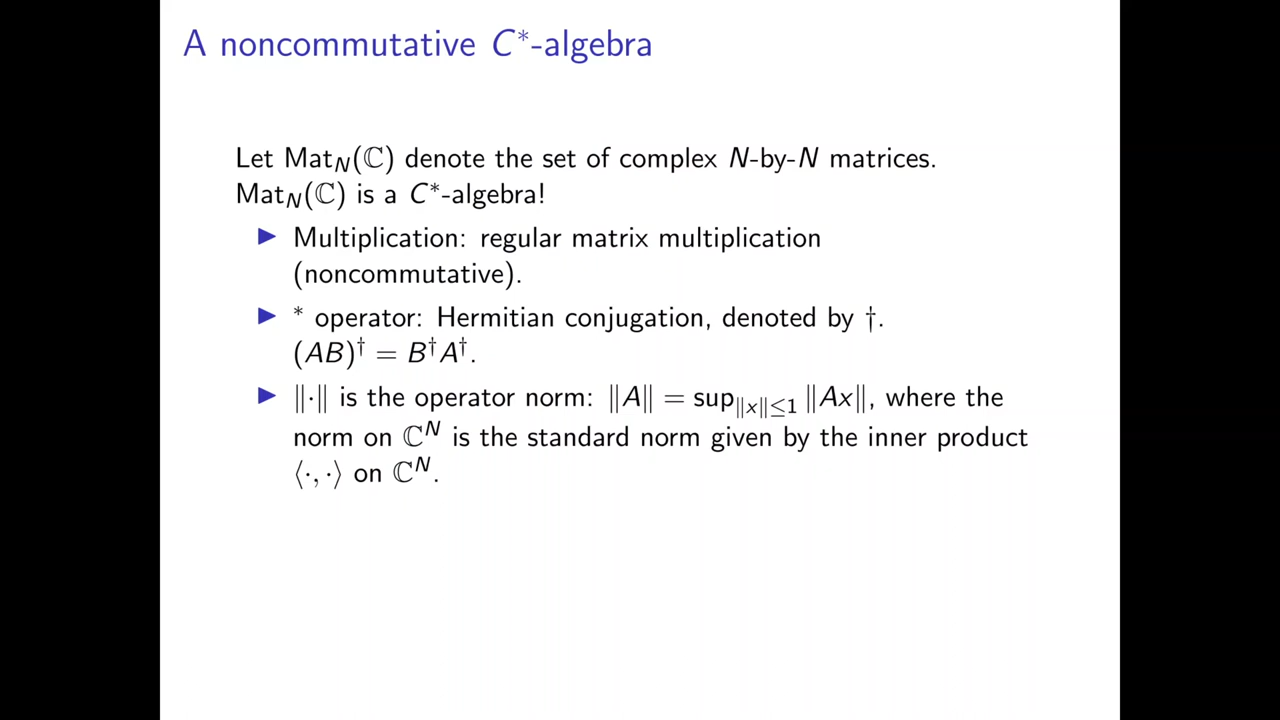 A noncommutative C*-algebra
Let Mat_N(ℂ) denote the set of complex N-by-N matrices.
Mat_N(ℂ) is a C*-algebra!
▶ Multiplication: regular matrix multiplication
(noncommutative).
▶ * operator: Hermitian conjugation, denoted by †.
(AB)† = B†A†.
▶ ‖·‖ is the operator norm: ‖A‖ = sup_{‖x‖≤1} ‖Ax‖, where the
norm on ℂ^N is the standard norm given by the inner product
⟨·, ·⟩ on ℂ^N.